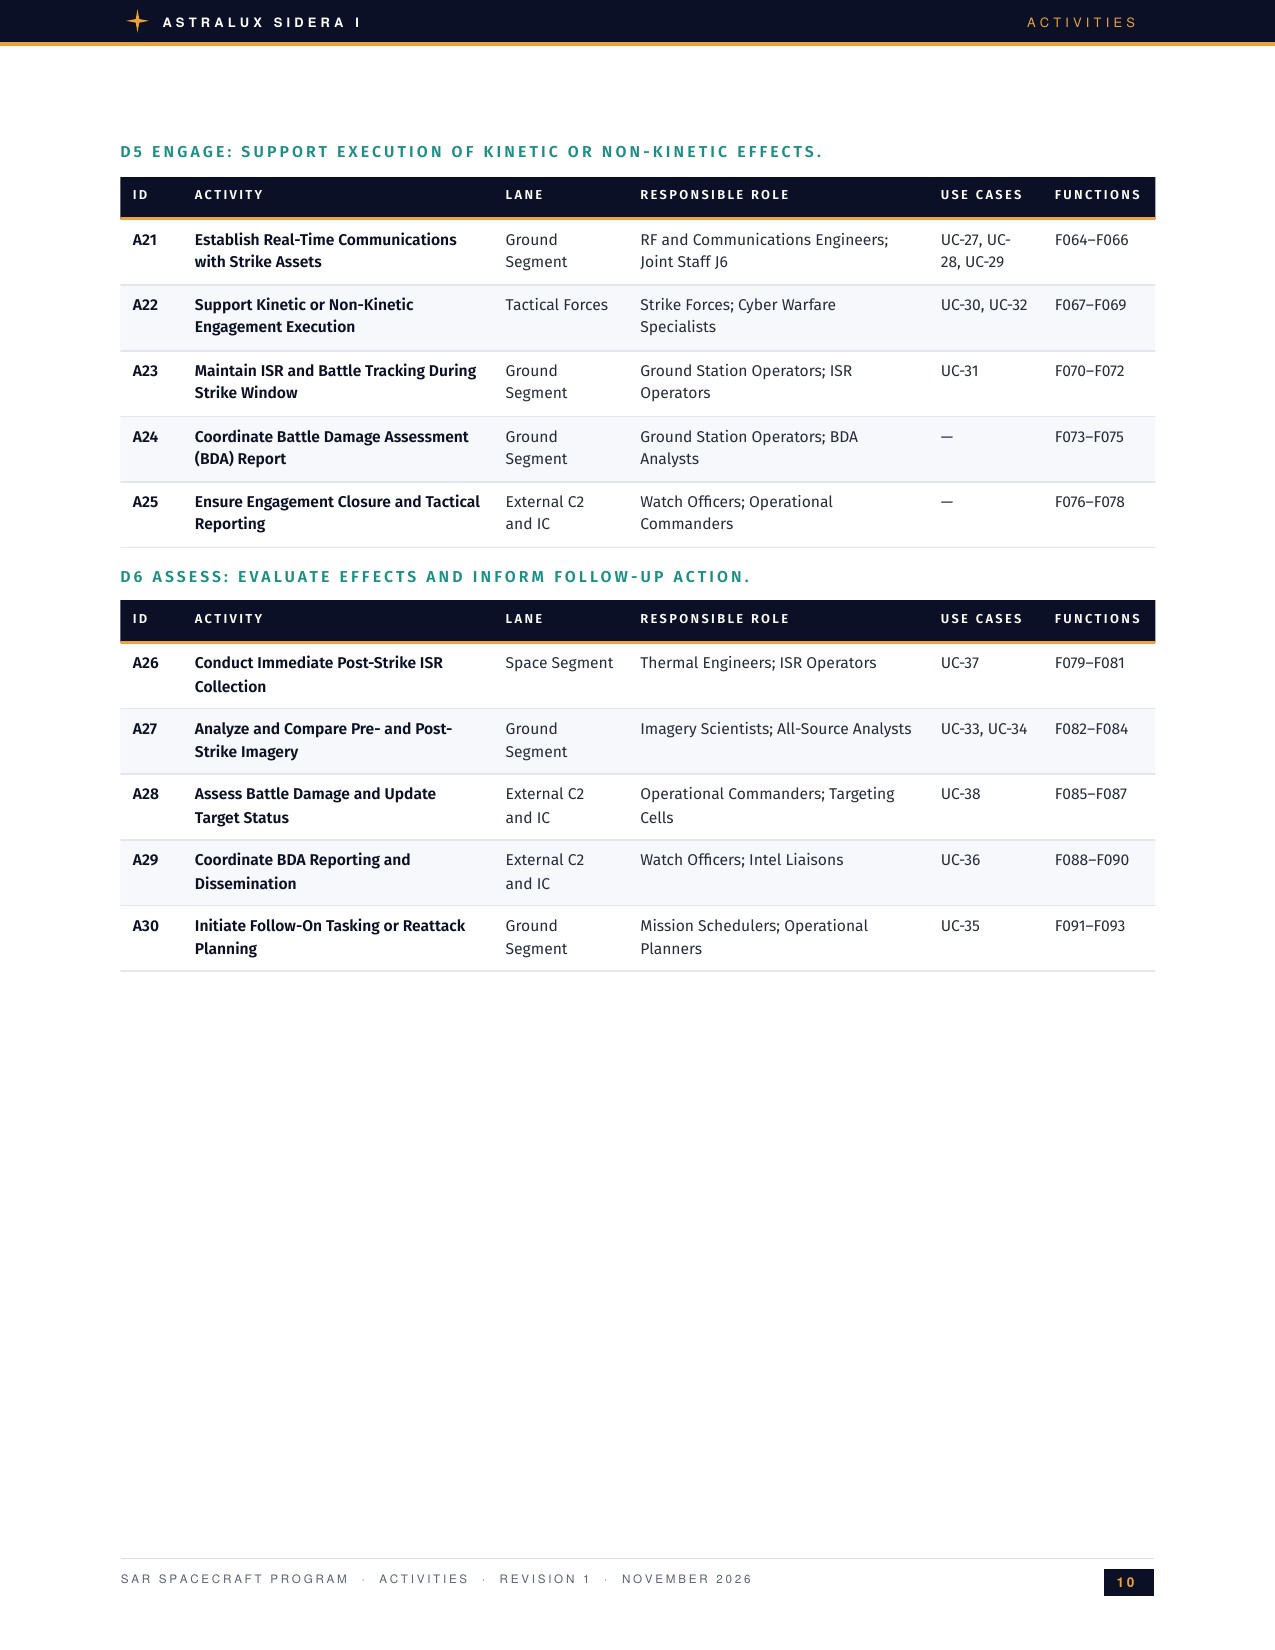 ASTRALUX SIDERA I
ACTIVITIES
D5 ENGAGE: SUPPORT EXECUTION OF KINETIC OR NON-KINETIC EFFECTS.
ID ACTIVITY LANE RESPONSIBLE ROLE USE CASES FUNCTIONS
A21 Establish Real-Time Communications Ground RF and Communications Engineers; UC-27, UC- F064–F066
with Strike Assets Segment Joint Staff J6 28, UC-29
A22 Support Kinetic or Non-Kinetic Tactical Forces Strike Forces; Cyber Warfare UC-30, UC-32 F067–F069
Engagement Execution Specialists
A23 Maintain ISR and Battle Tracking During Ground Ground Station Operators; ISR UC-31 F070–F072
Strike Window Segment Operators
A24 Coordinate Battle Damage Assessment Ground Ground Station Operators; BDA — F073–F075
(BDA) Report Segment Analysts
A25 Ensure Engagement Closure and Tactical External C2 Watch Officers; Operational — F076–F078
Reporting and IC Commanders
D6 ASSESS: EVALUATE EFFECTS AND INFORM FOLLOW-UP ACTION.
ID ACTIVITY LANE RESPONSIBLE ROLE USE CASES FUNCTIONS
A26 Conduct Immediate Post-Strike ISR Space Segment Thermal Engineers; ISR Operators UC-37 F079–F081
Collection
A27 Analyze and Compare Pre- and Post- Ground Imagery Scientists; All-Source Analysts UC-33, UC-34 F082–F084
Strike Imagery Segment
A28 Assess Battle Damage and Update External C2 Operational Commanders; Targeting UC-38 F085–F087
Target Status and IC Cells
A29 Coordinate BDA Reporting and External C2 Watch Officers; Intel Liaisons UC-36 F088–F090
Dissemination and IC
A30 Initiate Follow-On Tasking or Reattack Ground Mission Schedulers; Operational UC-35 F091–F093
Planning Segment Planners
SAR SPACECRAFT PROGRAM · ACTIVITIES · REVISION 1 · NOVEMBER 2026
10